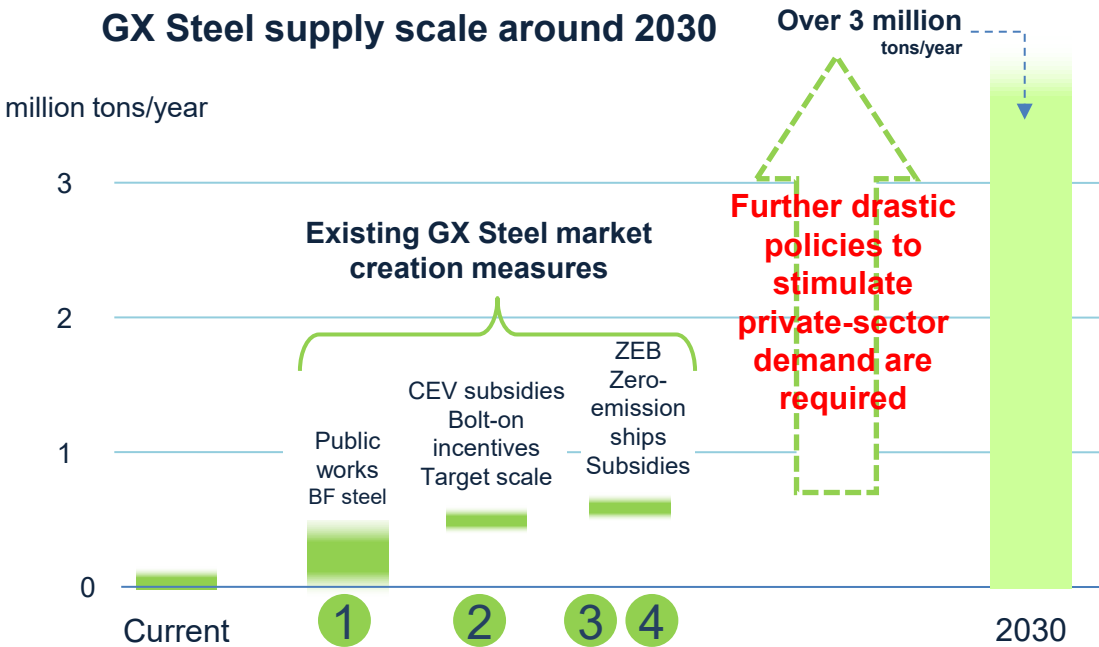 GX Steel supply scale around 2030
Over 3 million
tons/year
million tons/year
3
2
1
0
Existing GX Steel market
creation measures
Further drastic
policies to
stimulate
private-sector
demand are
required
Public
works
BF steel
CEV subsidies
Bolt-on
incentives
Target scale
ZEB
Zero-
emission
ships
Subsidies
Current
1
2
3
4
2030